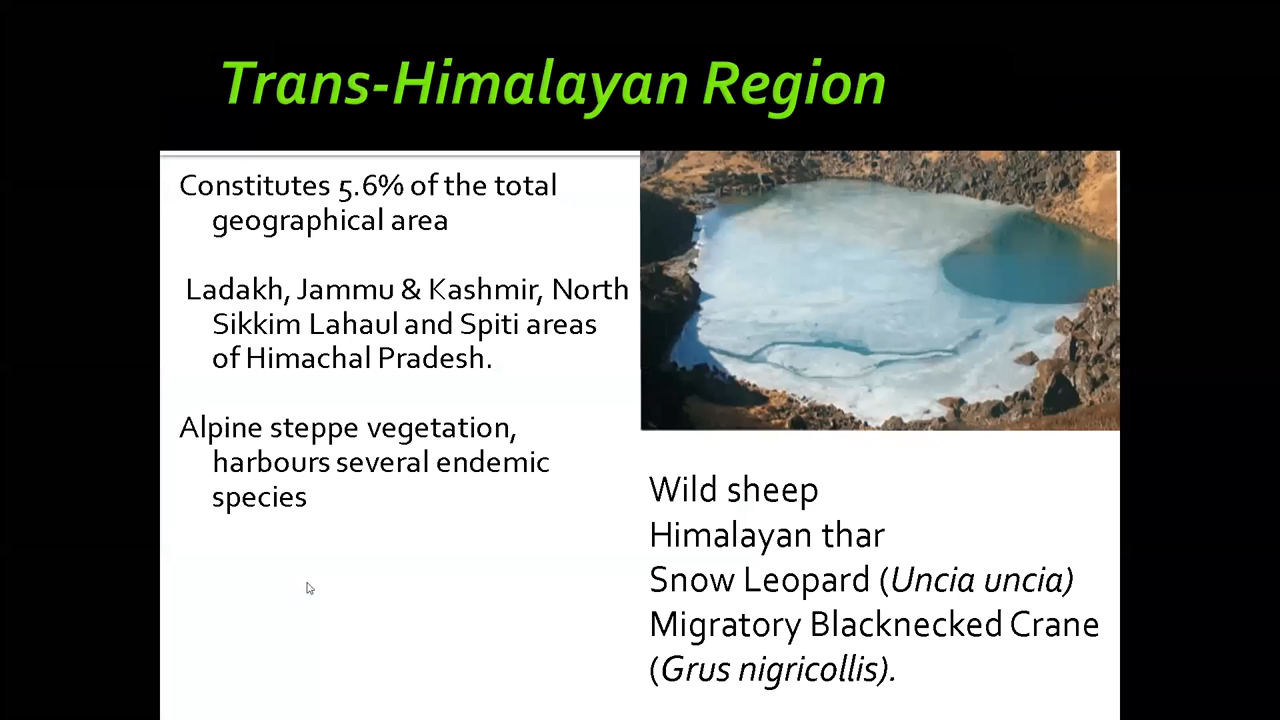 Trans-Himalayan Region
Constitutes 5.6% of the total
geographical area
Ladakh, Jammu & Kashmir, North
Sikkim Lahaul and Spiti areas
of Himachal Pradesh.
Alpine steppe vegetation,
harbours several endemic
species
Wild sheep
Himalayan thar
Snow Leopard (Uncia uncia)
Migratory Blacknecked Crane
(Grus nigricollis).